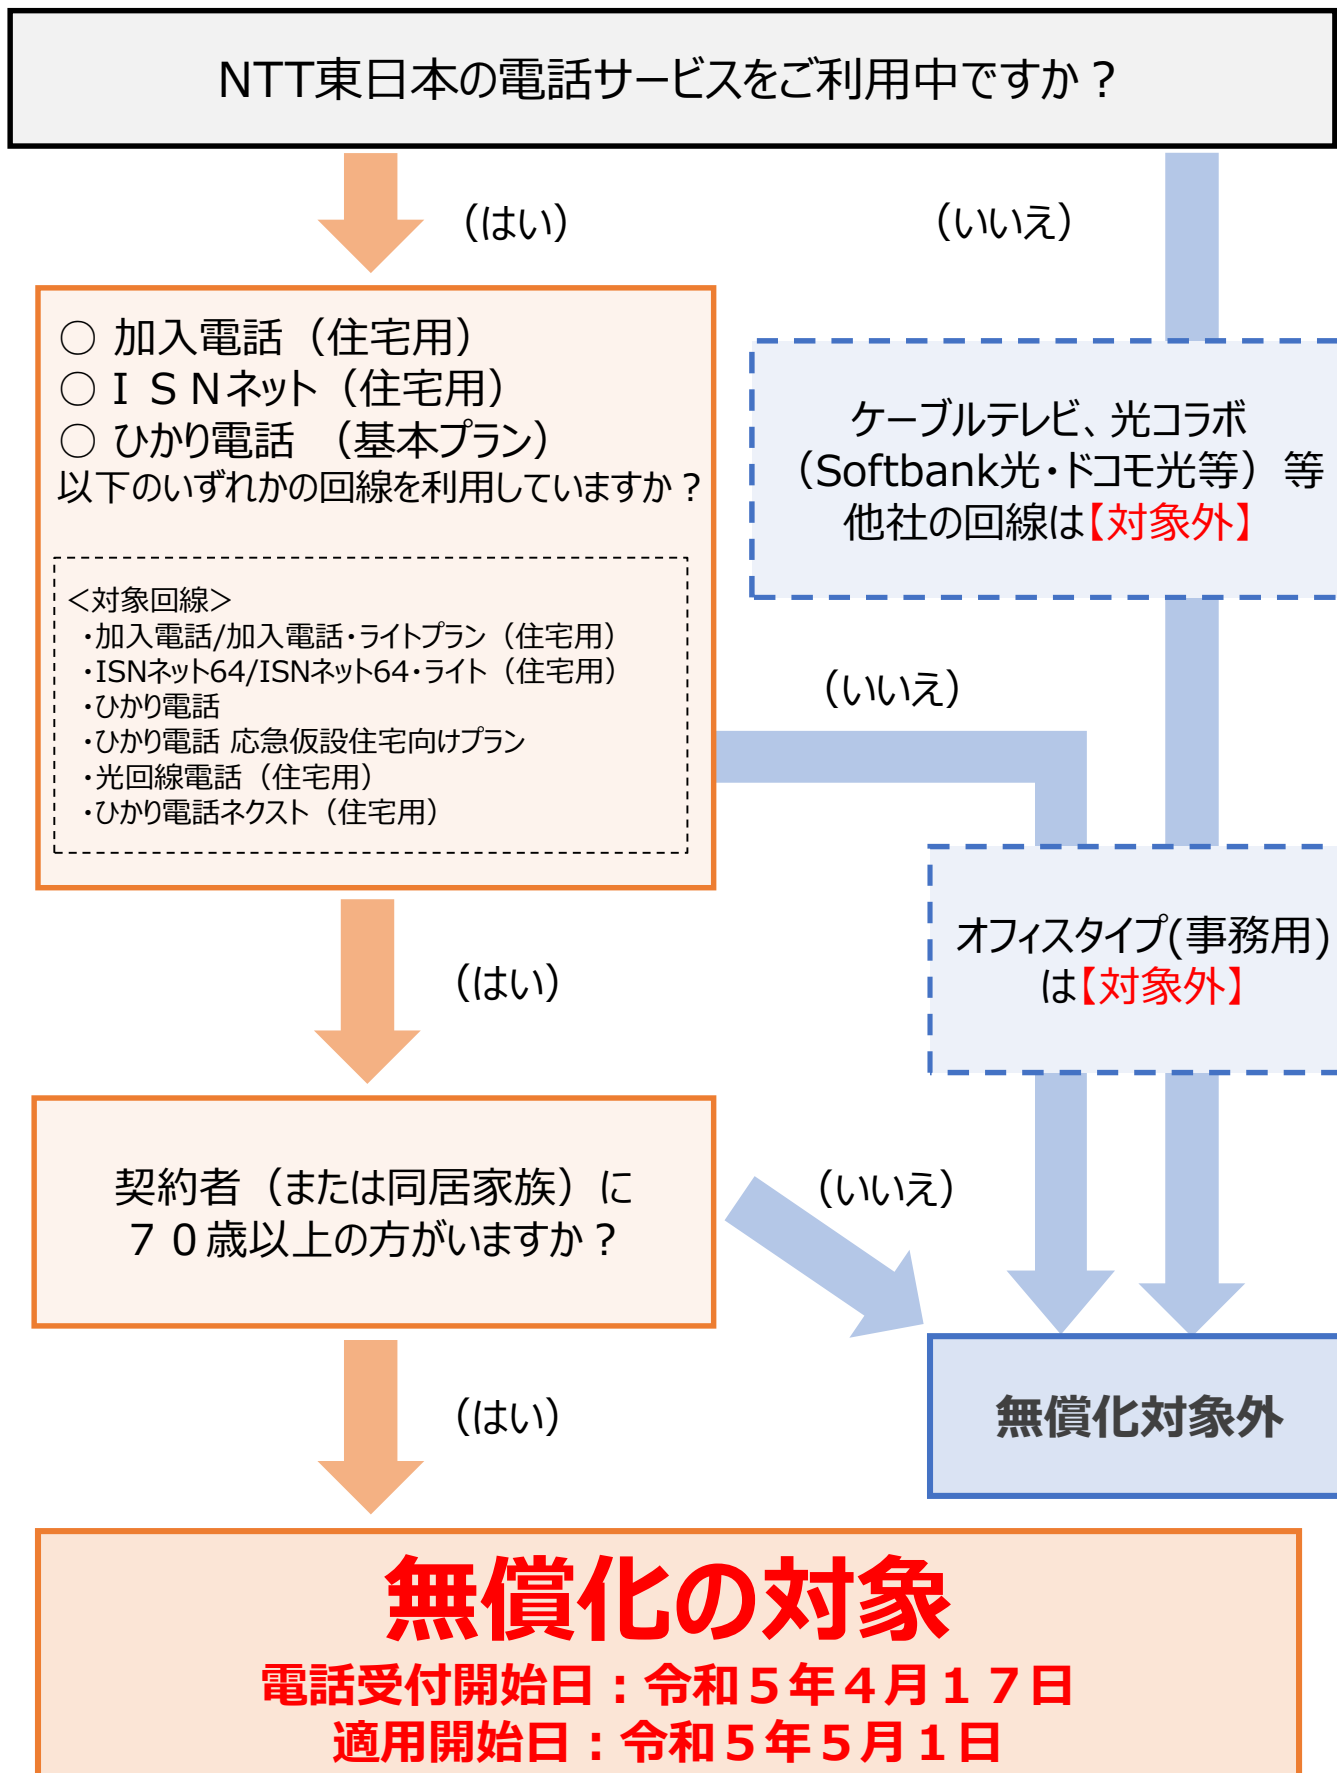 NTT東日本の電話サービスをご利用中ですか？
（はい）
（いいえ）
○ 加入電話（住宅用）
○ＩＳＮネット（住宅用）
○ ひかり電話　（基本プラン）
以下のいずれかの回線を利用していますか？
＜対象回線＞
・加入電話/加入電話・ライトプラン（住宅用）
・ISNネット64/ISNネット64・ライト（住宅用）
・ひかり電話
・ひかり電話 応急仮設住宅向けプラン
・光回線電話（住宅用）
・ひかり電話ネクスト（住宅用）
ケーブルテレビ、光コラボ
（Softbank光・ドコモ光等）等
他社の回線は【対象外】
（いいえ）
オフィスタイプ(事務用)
は【対象外】
（はい）
契約者（または同居家族）に
７０歳以上の方がいますか？
（いいえ）
無償化対象外
（はい）
無償化の対象
電話受付開始日：令和５年４月１７日
適用開始日：令和５年５月１日